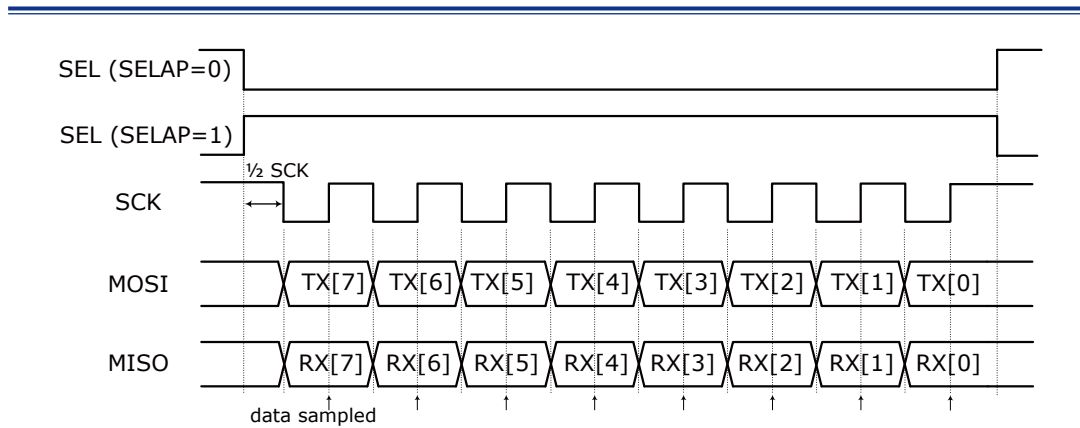 SEL (SELAP=0)
SEL (SELAP=1)
½ SCK
SCK
MOSI
TX[7] TX[6] TX[5] TX[4] TX[3] TX[2] TX[1] TX[0]
MISO
RX[7] RX[6] RX[5] RX[4] RX[3] RX[2] RX[1] RX[0]
data sampled